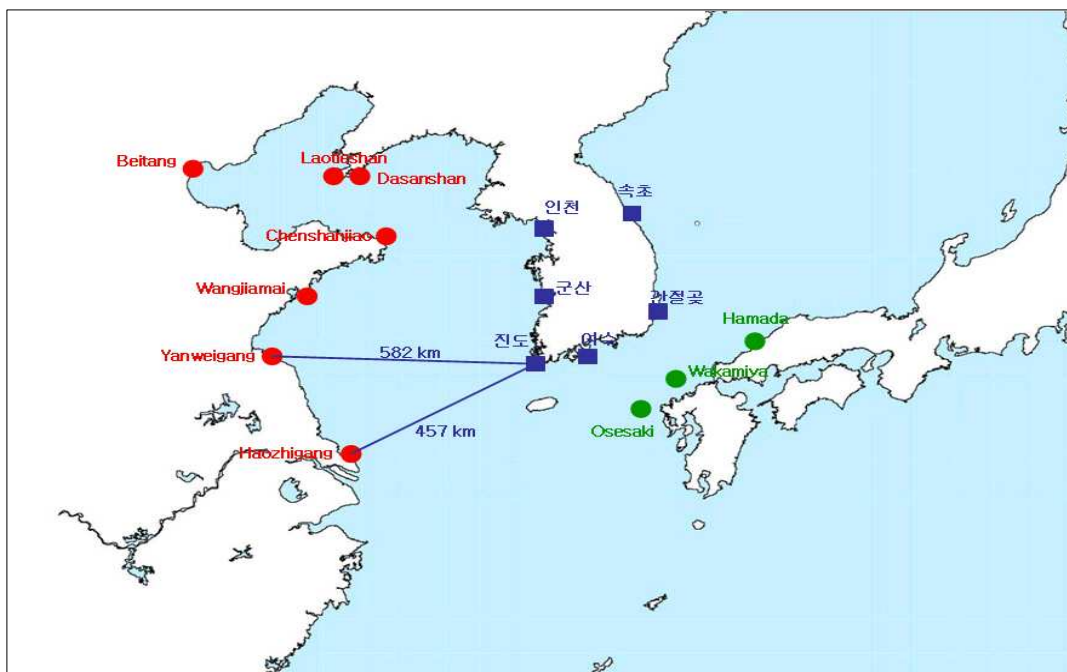 Laotieshan
Beitang
Dasanshan
속초
인천
Chenshanjiao
Wangjiamai
군산
간절곶
Hamada
진도
여수
582 km
Yanweigang
Wakamiya
Osesaki
457 km
Haozhigang